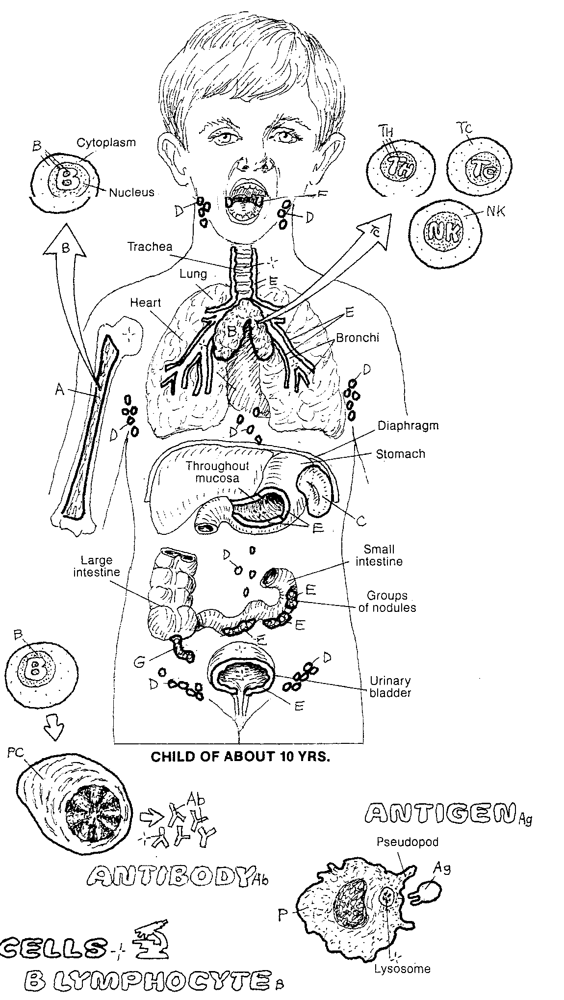 TH
TC
B
Cytoplasm
B
TH
TC
Nucleus
F
D
D
NK
NK
TC
B
Trachea
Lung
E
Heart
E
B
Bronchi
D
A
D
D
Diaphragm
Stomach
Throughout
mucosa
C
E
D
Small
intestine
Large
intestine
E
Groups
of nodules
E
E
B
B
G
D
D
Urinary
bladder
E
CHILD OF ABOUT 10 YRS.
PC
Ab
ANTIGEN Ag
Pseudopod
Ag
ANTIBODY Ab
P
CELLS
Lysosome
B LYMPHOCYTE B